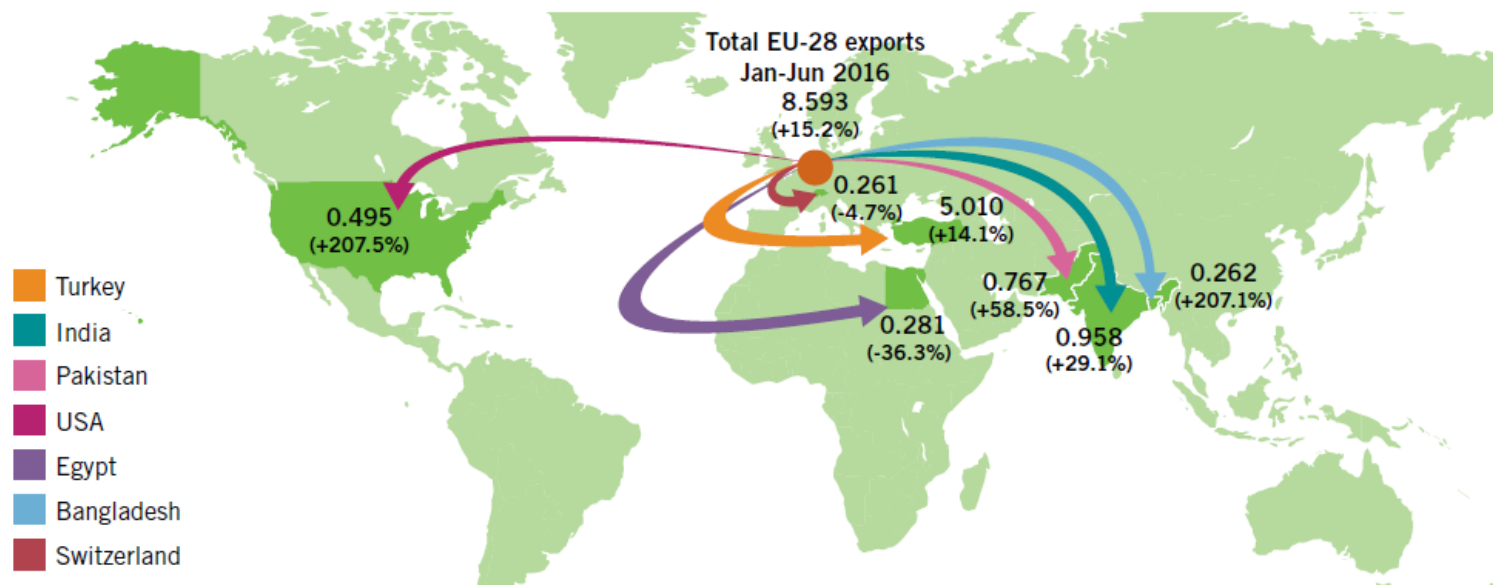 Total EU-28 exports
Jan-Jun 2016
8.593
(+15.2%)
0.261
(-4.7%)
5.010
(+14.1%)
0.495
(+207.5%)
0.767
(+58.5%)
0.262
(+207.1%)
0.281
(-36.3%)
0.958
(+29.1%)
Turkey
India
Pakistan
USA
Egypt
Bangladesh
Switzerland